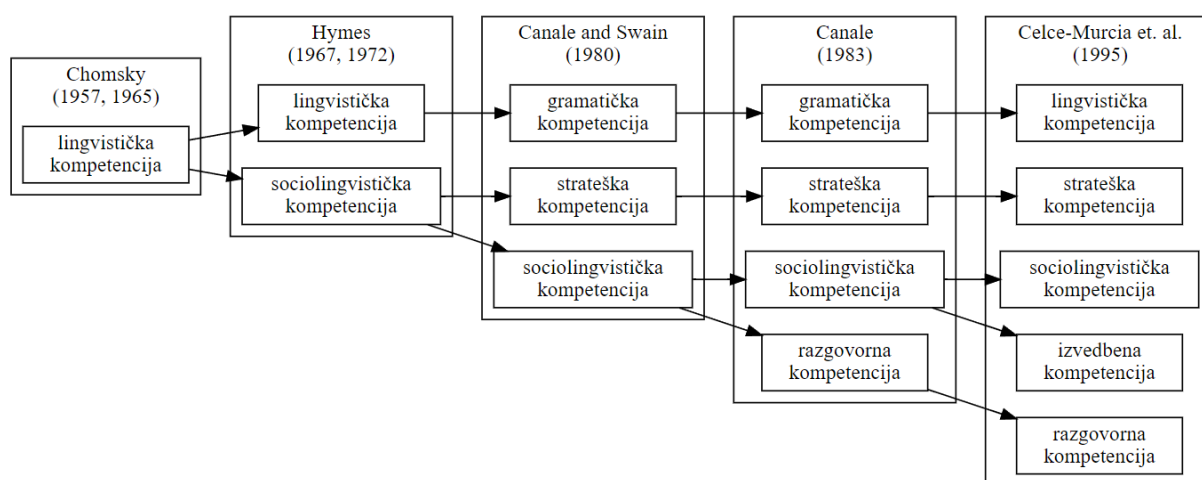 Chomsky
(1957, 1965)
lingvistička
kompetencija
Hymes
(1967, 1972)
lingvistička
kompetencija
sociolingvistička
kompetencija
Canale and Swain
(1980)
gramatička
kompetencija
strateška
kompetencija
sociolingvistička
kompetencija
Canale
(1983)
gramatička
kompetencija
strateška
kompetencija
sociolingvistička
kompetencija
razgovorna
kompetencija
Celce-Murcia et. al.
(1995)
lingvistička
kompetencija
strateška
kompetencija
sociolingvistička
kompetencija
izvedbena
kompetencija
razgovorna
kompetencija